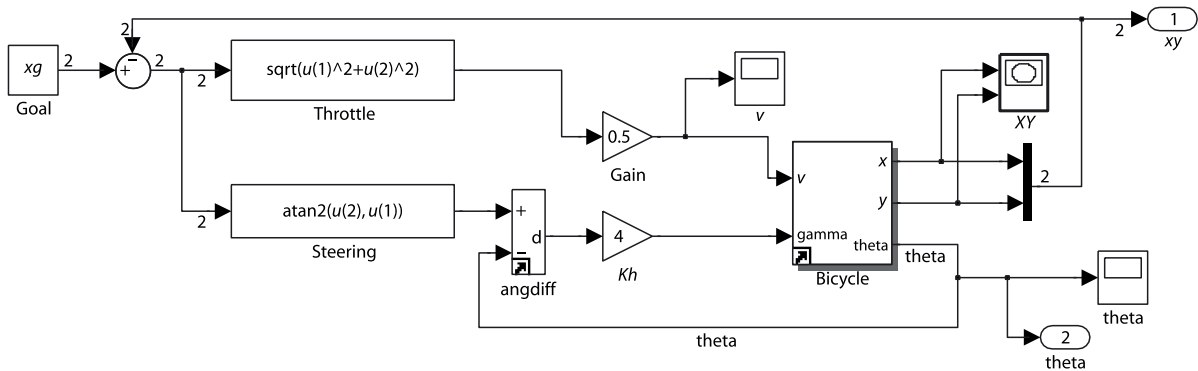 2
2
1
xy
xg
2
+
−
2
2
Goal
sqrt(u(1)^2+u(2)^2)
Throttle
v
XY
0.5
Gain
x
2
v
y
2
atan2(u(2), u(1))
Steering
+
−
d
angdiff
4
Kh
gamma
theta
Bicycle
theta
theta
theta
2
theta